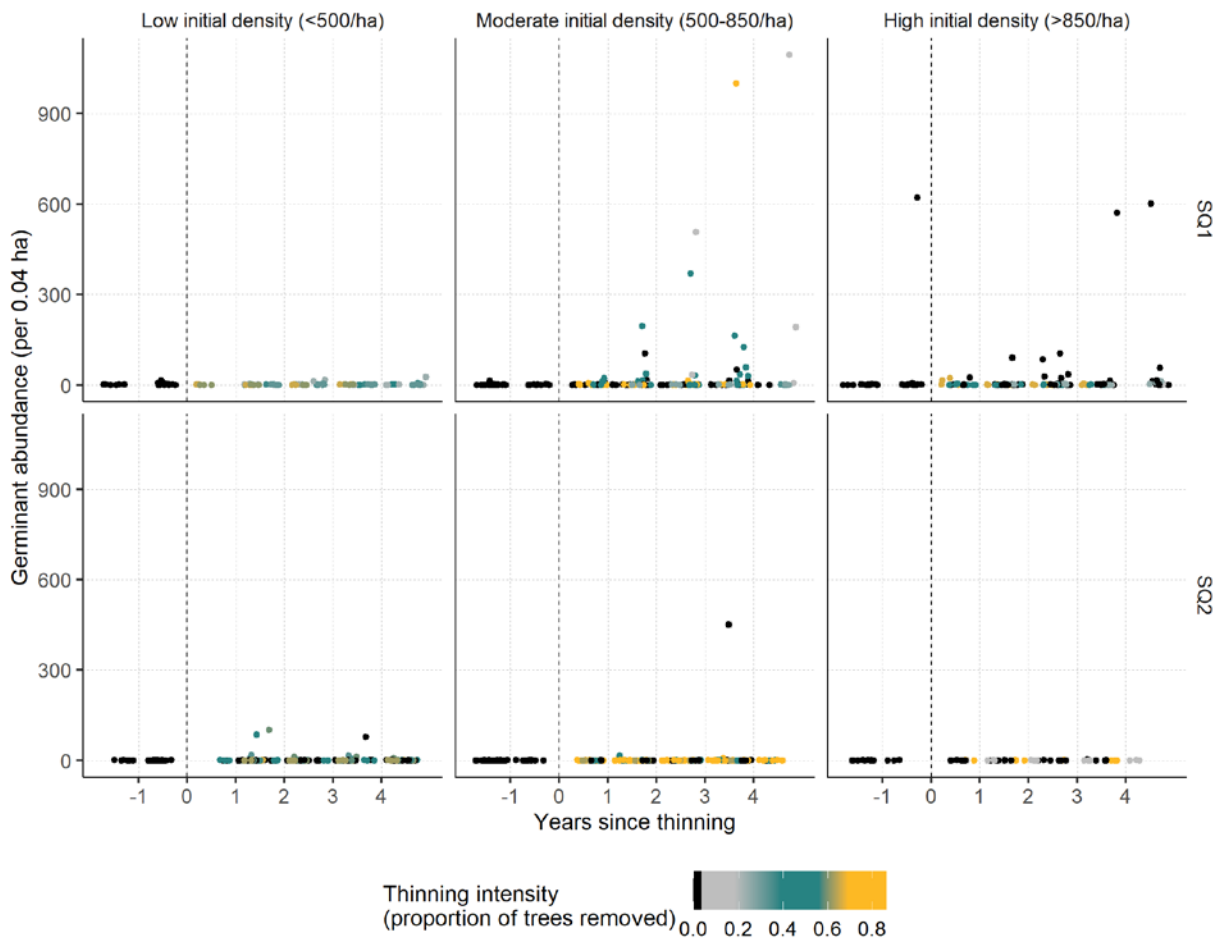 Low initial density (<500/ha)
Moderate initial density (500-850/ha)
High initial density (>850/ha)
Germinant abundance (per 0.04 ha)
900
600
300
0
SQ1
900
600
300
0
SQ2
-1 0 1 2 3 4
-1 0 1 2 3 4
-1 0 1 2 3 4
Years since thinning
Thinning intensity
(proportion of trees removed)
0.0 0.2 0.4 0.6 0.8